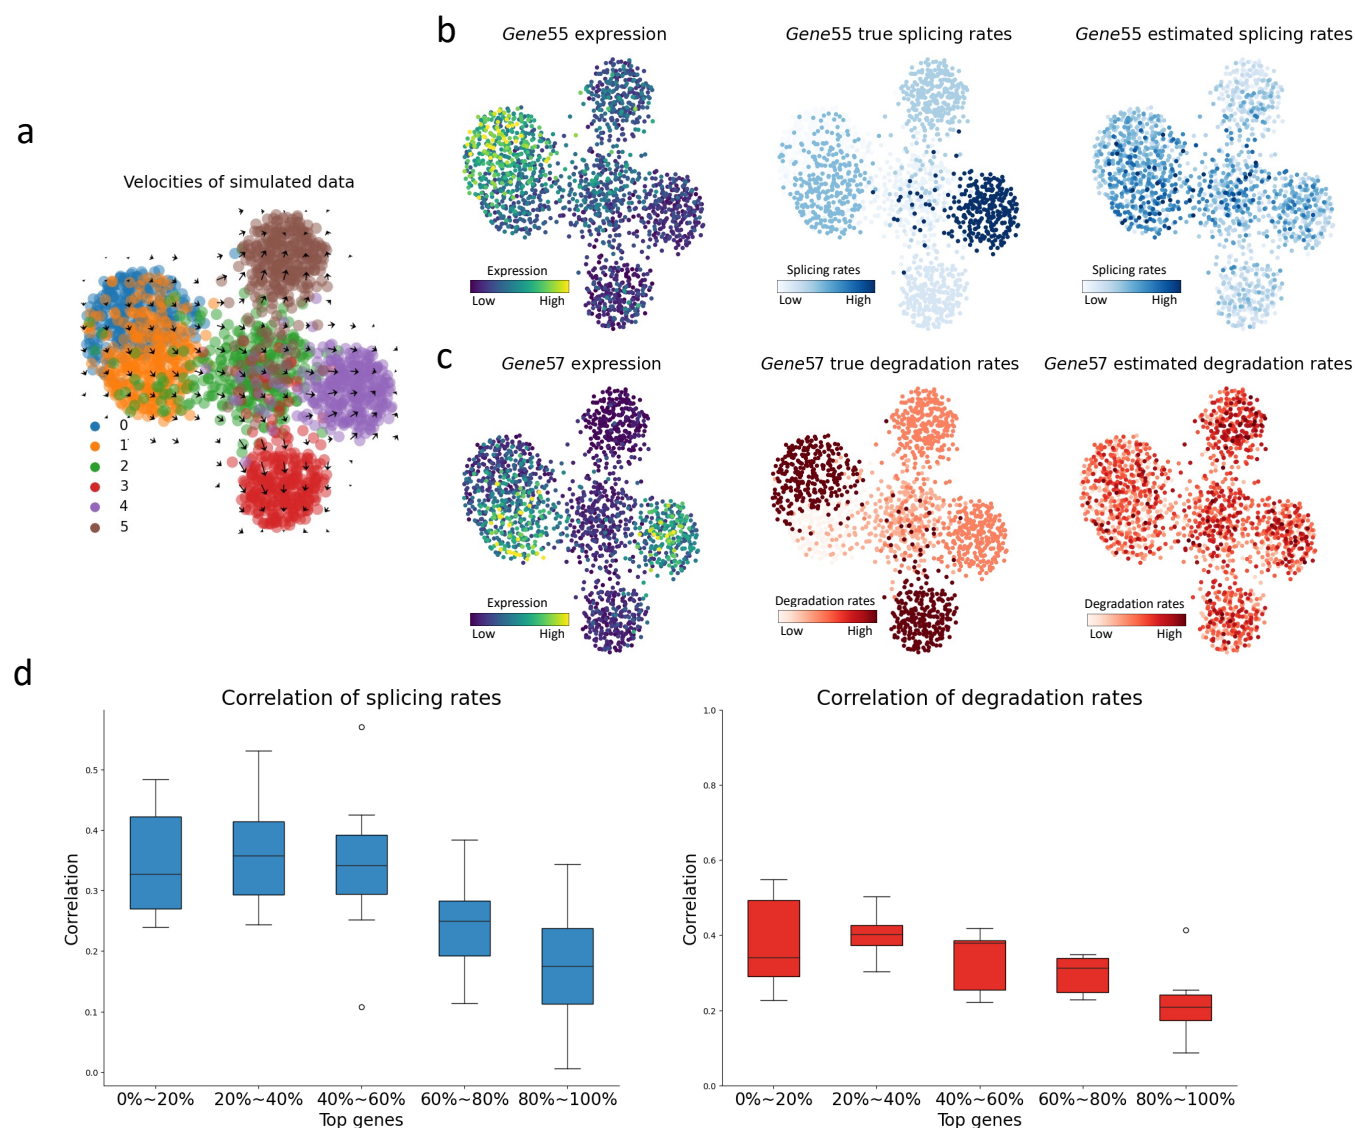 a
Velocities of simulated data
0
1
2
3
4
5
b
Gene55 expression
Gene55 true splicing rates
Gene55 estimated splicing rates
Expression
Low High
Splicing rates
Low High
Splicing rates
Low High
c
Gene57 expression
Gene57 true degradation rates
Gene57 estimated degradation rates
Expression
Low High
Degradation rates
Low High
Degradation rates
Low High
d
Correlation of splicing rates
Correlation
0.5
0.4
0.3
0.2
0.1
0.0
0%~20% 20%~40% 40%~60% 60%~80% 80%~100%
Top genes
Correlation of degradation rates
Correlation
1.0
0.8
0.6
0.4
0.2
0.0
0%~20% 20%~40% 40%~60% 60%~80% 80%~100%
Top genes